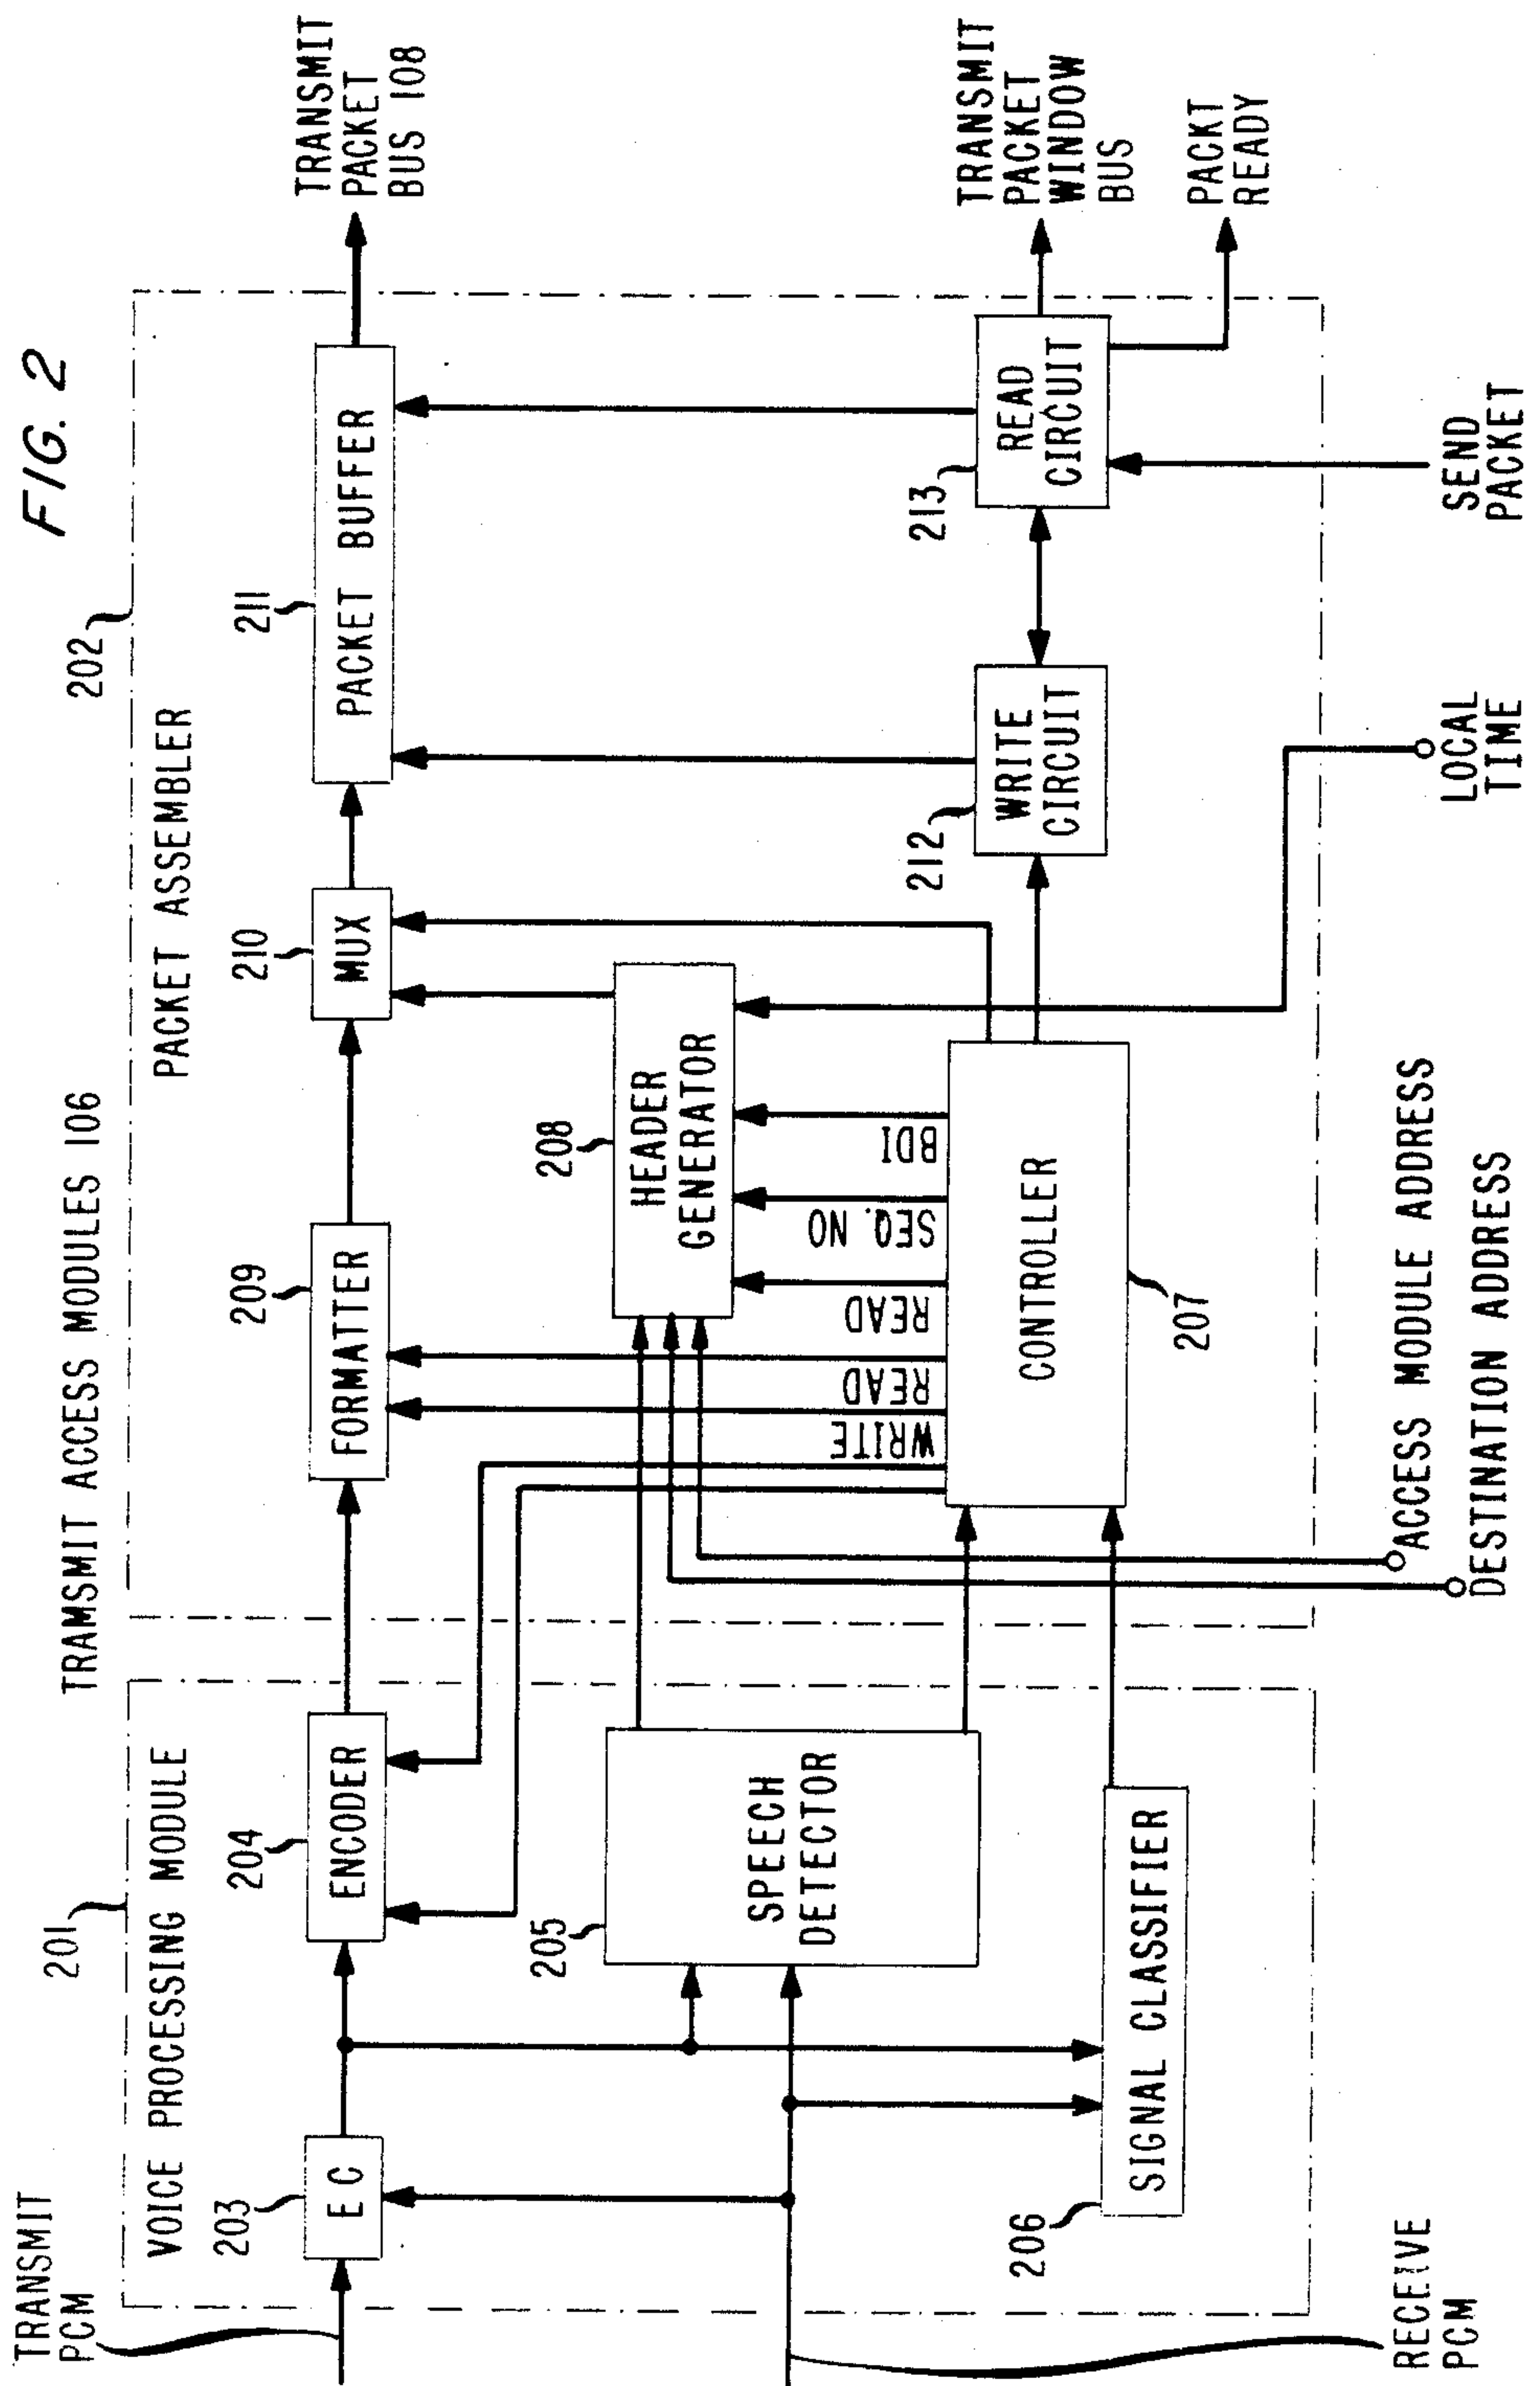 FIG. 2
TRAMSMIT ACCESS MODULES 106
TRANSMIT
PCM
201
VOICE PROCESSING MODULE
203
E C
204
ENCODER
205
SPEECH
DETECTOR
206
SIGNAL CLASSIFIER
RECEIVE
PCM
202
PACKET ASSEMBLER
209
FORMATTER
210
MUX
211
PACKET BUFFER
TRANSMIT
PACKET
BUS 108
208
HEADER
GENERATOR
WRITE
READ
READ
SEQ. NO
BDI
CONTROLLER
207
212
WRITE
CIRCUIT
213
READ
CIRCUIT
TRANSMIT
PACKET
WINDOW
BUS
PACKT
READY
ACCESS MODULE ADDRESS
DESTINATION ADDRESS
LOCAL
TIME
SEND
PACKET